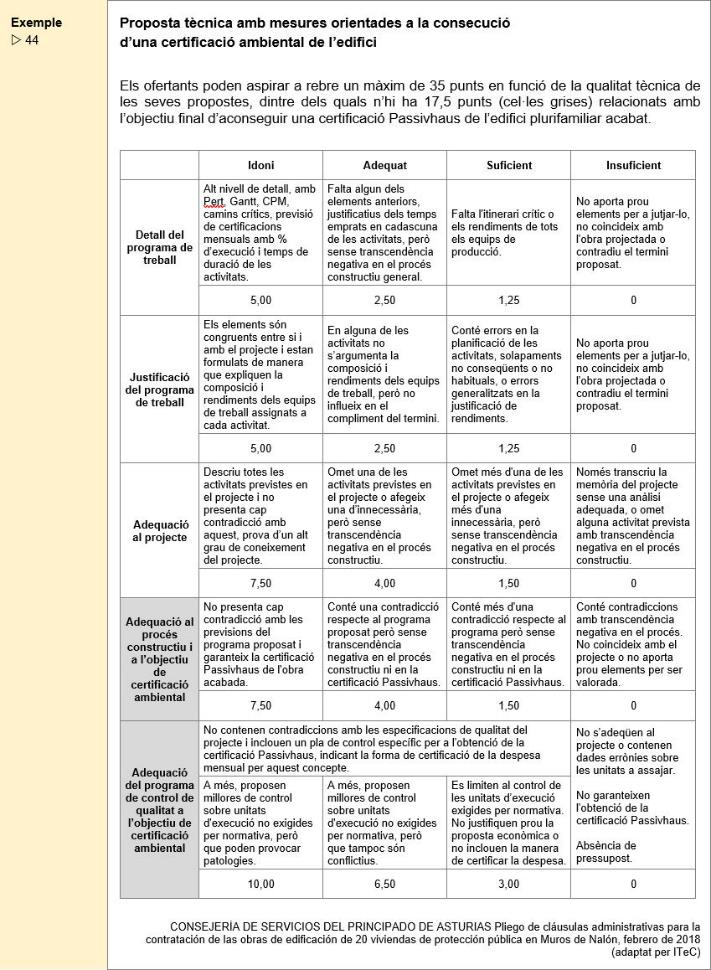 Exemple
▷ 44
Proposta tècnica amb mesures orientades a la consecució
d'una certificació ambiental de l'edifici
Els ofertants poden aspirar a rebre un màxim de 35 punts en funció de la qualitat tècnica de
les seves propostes, dintre dels quals n'hi ha 17,5 punts (cel·les grises) relacionats amb
l'objectiu final d'aconseguir una certificació Passivhaus de l'edifici plurifamiliar acabat.
Idoni
Adequat
Suficient
Insuficient
Detall del
programa de
treball
Alt nivell de detall, amb
Pert, Gantt, CPM,
camins crítics, previsió
de certificacions
mensuals amb %
d'execució i temps de
duració de les
activitats.
Falta algun dels
elements anteriors,
justificatius dels temps
emprats en cadascuna
de les activitats, però
sense transcendència
negativa en el procés
constructiu general.
Falta l'itinerari crític o
els rendiments de tots
els equips de
producció.
No aporta prou
elements per a jutjar-lo,
no coincideix amb
l'obra projectada o
contradiu el termini
proposat.
5,00
2,50
1,25
0
Justificació
del programa
de treball
Els elements són
congruents entre si i
amb el projecte i estan
formulats de manera
que expliquen la
composició i
rendiments dels equips
de treball assignats a
cada activitat.
En alguna de les
activitats no
s'argumenta la
composició i
rendiments dels equips
de treball, però no
influeix en el
compliment del termini.
Conté errors en la
planificació de les
activitats, solapaments
no conseqüents o no
habituals, o errors
generalitzats en la
justificació de
rendiments.
No aporta prou
elements per a jutjar-lo,
no coincideix amb
l'obra projectada o
contradiu el termini
proposat.
5,00
2,50
1,25
0
Adequació
al projecte
Descriu totes les
activitats previstes en
el projecte i no
presenta cap
contradicció amb
aquest, prova d'un alt
grau de coneixement
del projecte.
Omet una de les
activitats previstes en
el projecte o afegeix
una d'innecessària,
però sense
transcendència
negativa en el procés
constructiu.
Omet més d'una de les
activitats previstes en
el projecte o afegeix
més d'una
innecessària, però
sense transcendència
negativa en el procés
constructiu.
Només transcriu la
memòria del projecte
sense una anàlisi
adequada, o omet
alguna activitat prevista
amb transcendència
negativa en el procés
constructiu.
7,50
4,00
1,50
0
Adequació al
procés
constructiu i
a l'objectiu
de
certificació
ambiental
No presenta cap
contradicció amb les
previsions del
programa proposat i
garanteix la certificació
Passivhaus de l'obra
acabada.
Conté una contradicció
respecte al programa
proposat però sense
transcendència
negativa en el procés
constructiu ni en la
certificació Passivhaus.
Conté més d'una
contradicció respecte al
programa però sense
transcendència
negativa en el procés
constructiu ni en la
certificació Passivhaus.
Conté contradiccions
amb transcendència
negativa en el procés.
No coincideix amb el
projecte o no aporta
prou elements per ser
valorada.
7,50
4,00
1,50
0
Adequació
del programa
de control de
qualitat a
l'objectiu de
certificació
ambiental
No contenen contradiccions amb les especificacions de qualitat del
projecte i inclouen un pla de control específic per a l'obtenció de la
certificació Passivhaus, indicant la forma de certificació de la despesa
mensual per aquest concepte.
A més, proposen
millores de control
sobre unitats
d'execució no exigides
per normativa, però
que poden provocar
patologies.
A més, proposen
millores de control
sobre unitats
d'execució no exigides
per normativa, però
que tampoc són
conflictius.
Es limiten al control de
les unitats d'execució
exigides per normativa.
No justifiquen prou la
proposta econòmica o
no inclouen la manera
de certificar la despesa.
No s'adeqüen al
projecte o contenen
dades errònies sobre
les unitats a assajar.
No garanteixen
l'obtenció de la
certificació Passivhaus.
Absència de
pressupost.
10,00
6,50
3,00
0
CONSEJERÍA DE SERVICIOS DEL PRINCIPADO DE ASTURIAS Pliego de cláusulas administrativas para la
contratación de las obras de edificación de 20 viviendas de protección pública en Muros de Nalón, febrero de 2018
(adaptat per ITeC)